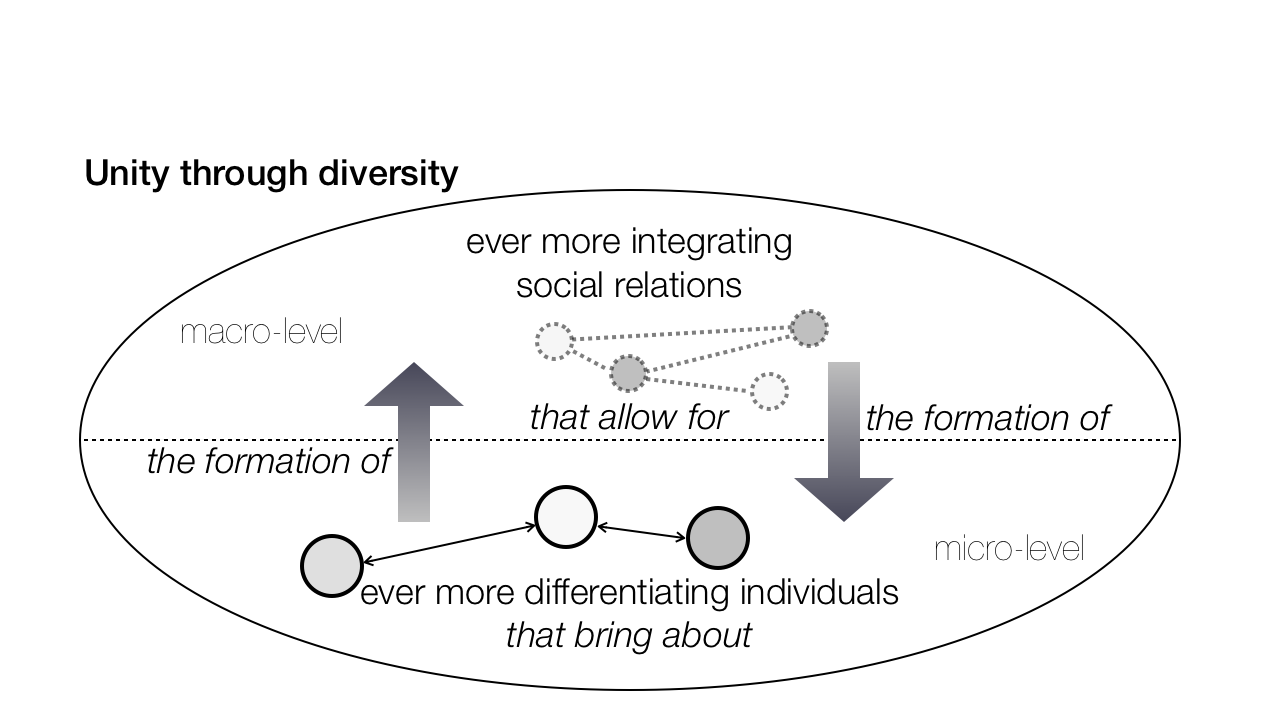 Unity through diversity
ever more integrating
social relations
macro-level
that allow for
the formation of
the formation of
micro-level
ever more differentiating individuals
that bring about